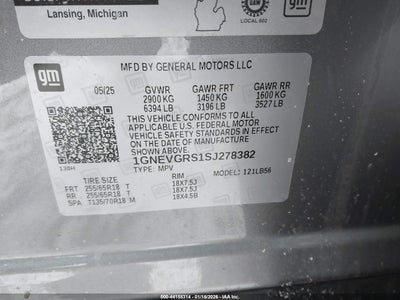 Lansing, Michigan
LOCAL 602
gm
gm
MFD BY GENERAL MOTORS LLC
05/25 GVWR GAWR FRT GAWR RR
2900 KG 1450 KG 1600 KG
6394 LB 3196 LB 3527 LB
THIS VEHICLE CONFORMS TO ALL
APPLICABLE U.S. FEDERAL MOTOR
VEHICLE SAFETY STANDARDS IN
EFFECT ON THE DATE OF
MANUFACTURE SHOWN ABOVE.
1GNEVGRS1SJ278382
TYPE: MPV MODEL: 121LB56
TIRE SIZE RIM
FRT 255/65R18 T 18X7.5J
RR 255/65R18 T 18X7.5J
SPA T135/70R18 M 18X4.5B
000-44158314 - 01/16/2026 - IAA, Inc.